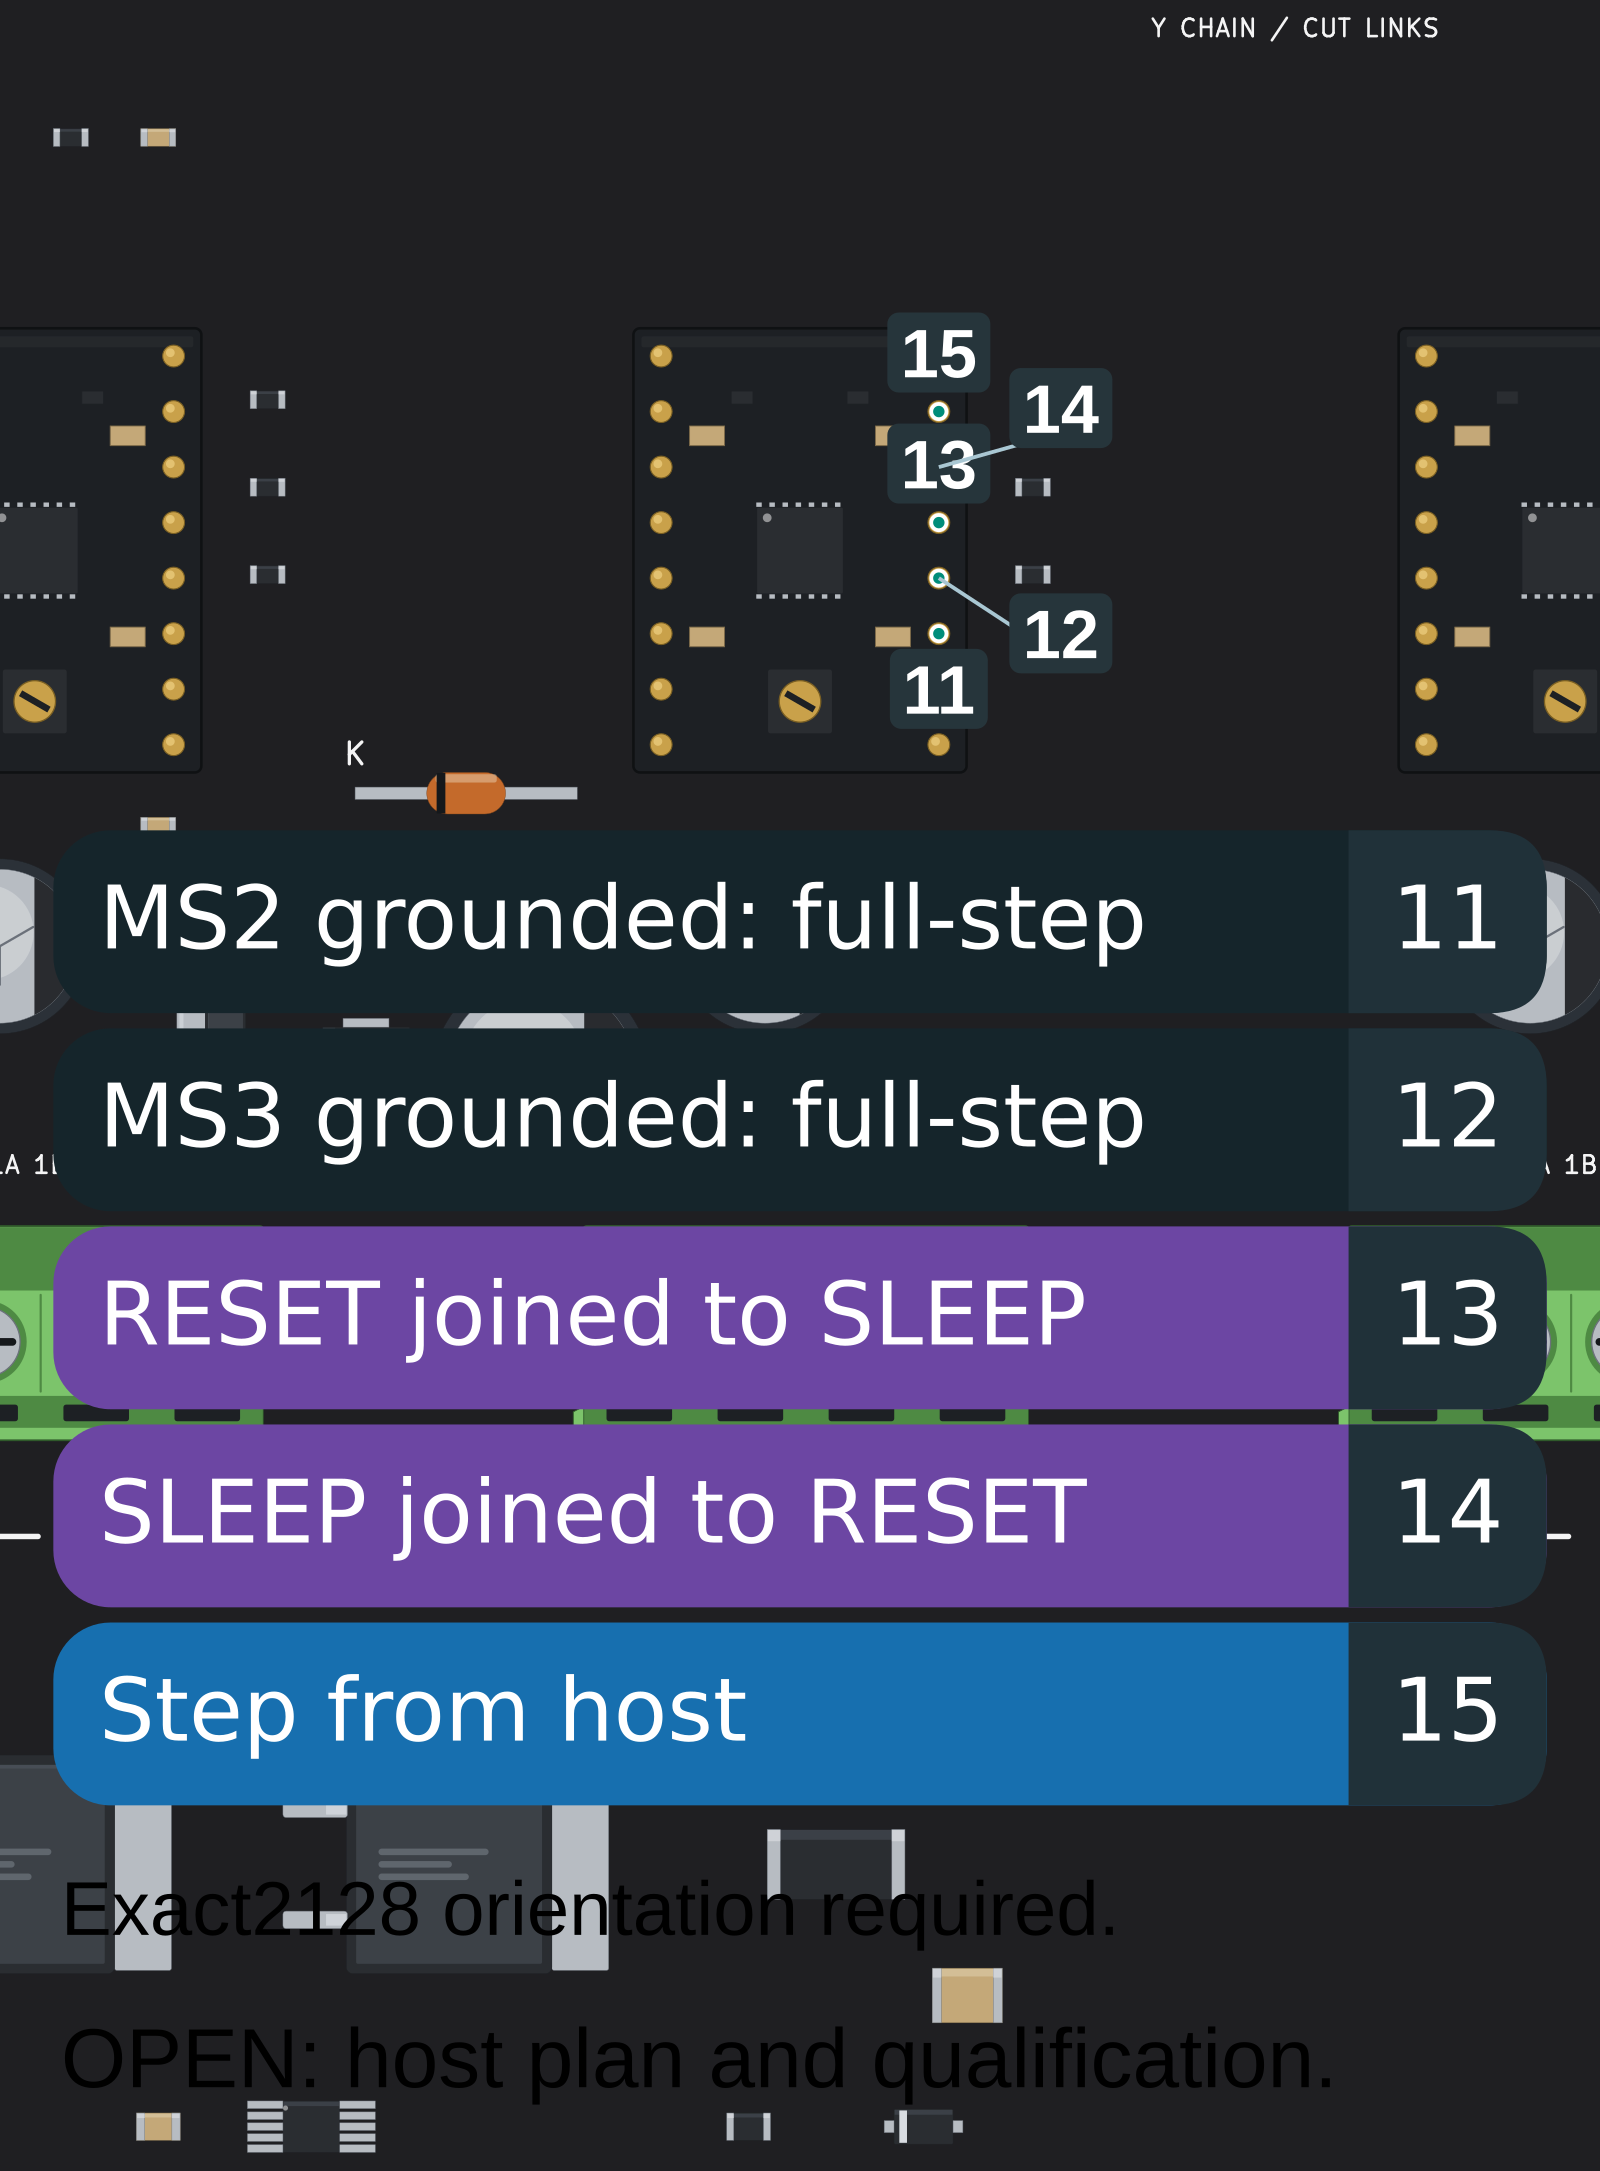 Y CHAIN / CUT LINKS
15
14
13
12
11
K
MS2 grounded: full-step 11
MS3 grounded: full-step 12
1B
RESET joined to SLEEP 13
SLEEP joined to RESET 14
Step from host 15
Exact2128 orientation required.
OPEN: host plan and qualification.